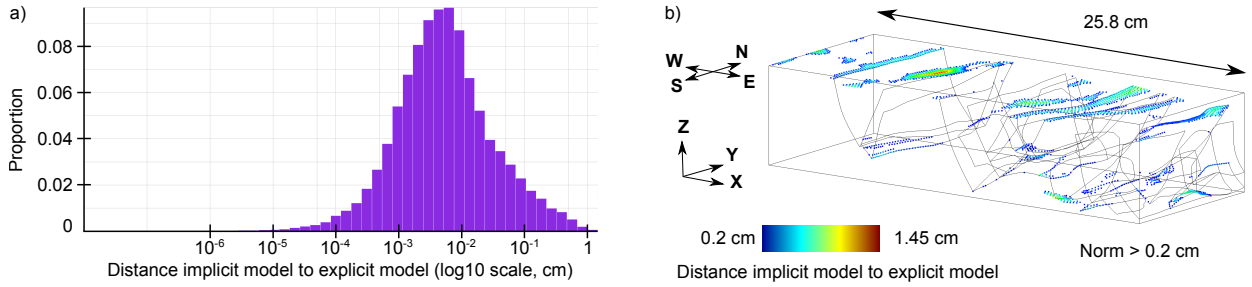 a)
Proportion
0.08
0.06
0.04
0.02
0
10-6
10-5
10-4
10-3
10-2
10-1
1
Distance implicit model to explicit model (log10 scale, cm)
b)
25.8 cm
N
W
S
E
Z
Y
X
0.2 cm
1.45 cm
Norm > 0.2 cm
Distance implicit model to explicit model